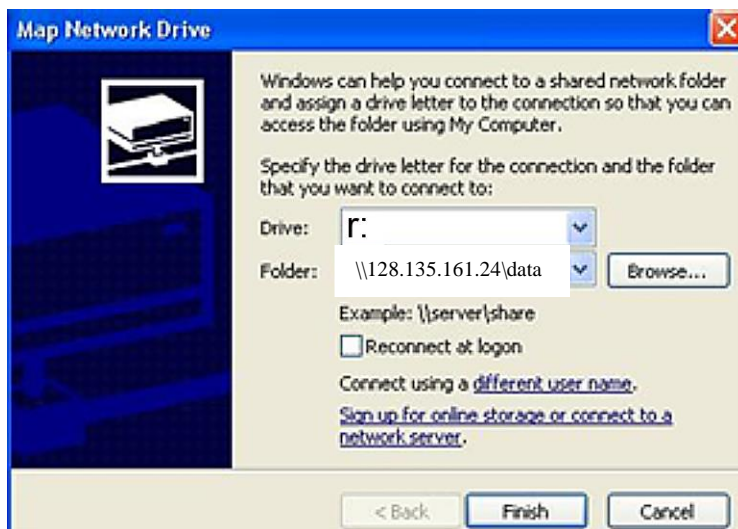 Map Network Drive
Windows can help you connect to a shared network folder
and assign a drive letter to the connection so that you can
access the folder using My Computer.
Specify the drive letter for the connection and the folder
that you want to connect to:
Drive: r:
Folder: \\128.135.161.24\data Browse...
Example: \\server\share
Reconnect at logon
Connect using a different user name.
Sign up for online storage or connect to a
network server.
< Back Finish Cancel